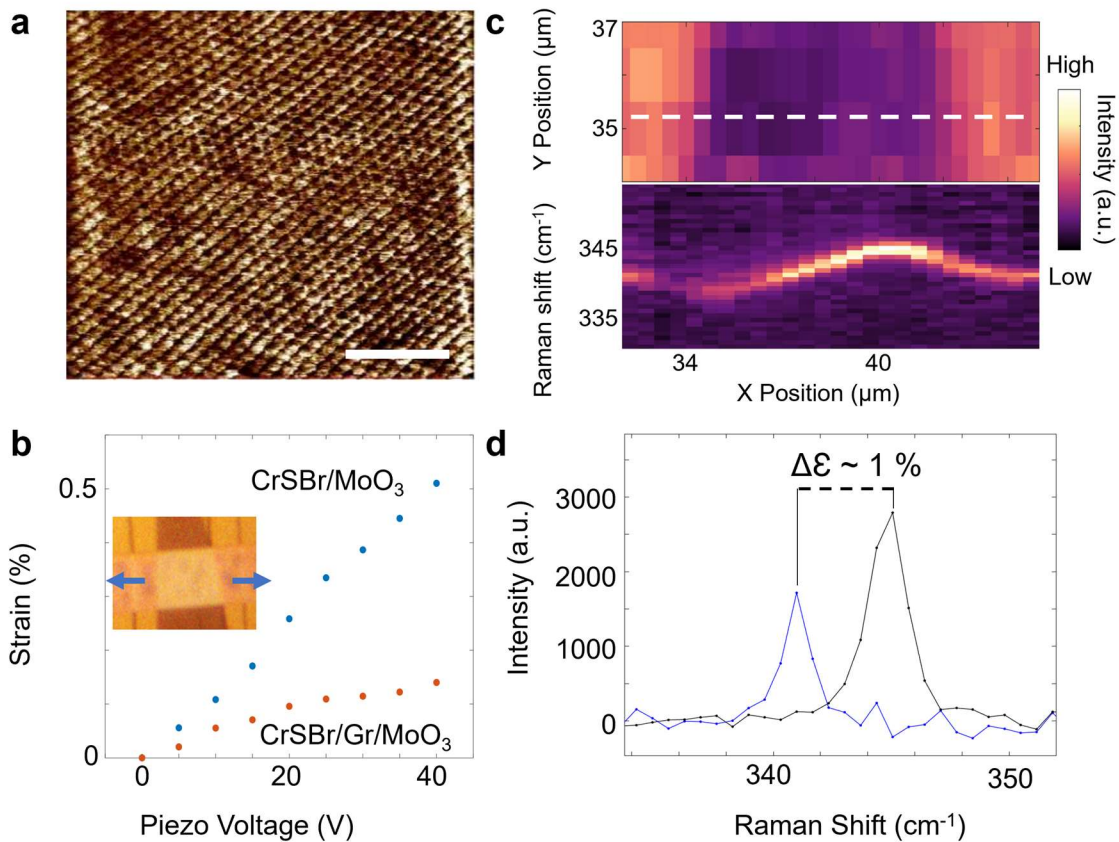 a
c
37
35
Y Position (µm)
High
Low
Intensity (a.u.)
345
335
Raman shift (cm⁻¹)
34
40
X Position (µm)
b
0.5
0
Strain (%)
CrSBr/MoO₃
CrSBr/Gr/MoO₃
0
20
40
Piezo Voltage (V)
d
Δε ~ 1 %
3000
2000
1000
0
Intensity (a.u.)
340
350
Raman Shift (cm⁻¹)